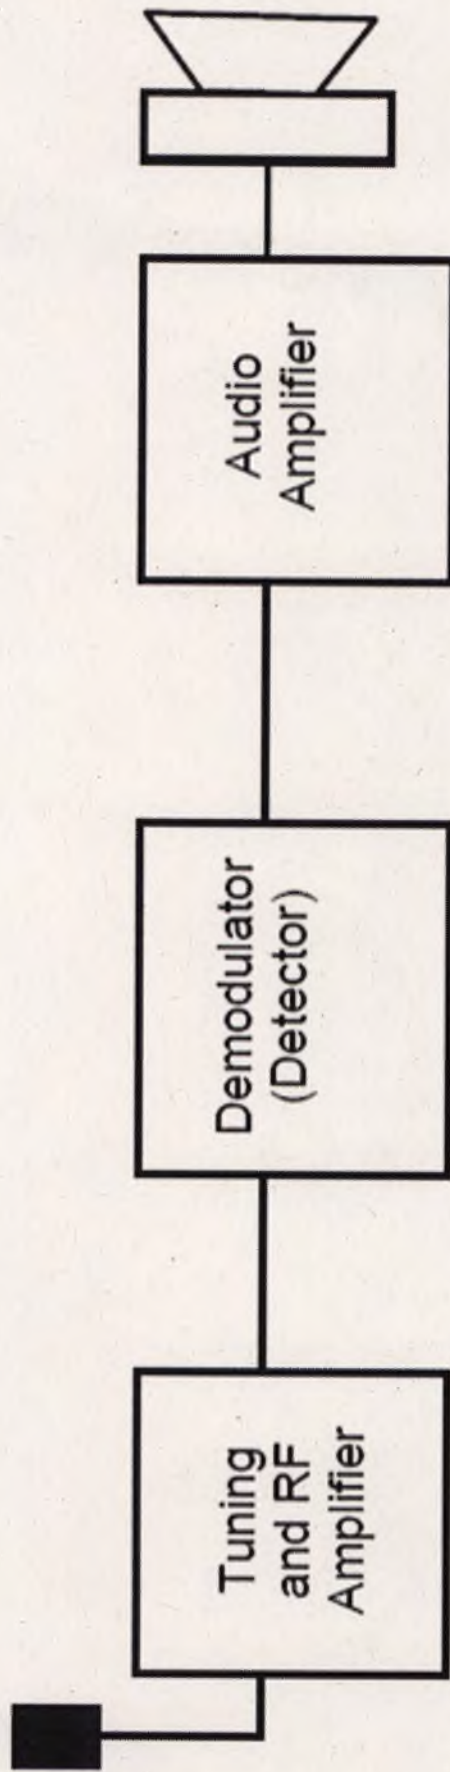 Tuning
and RF
Amplifier
Demodulator
(Detector)
Audio
Amplifier